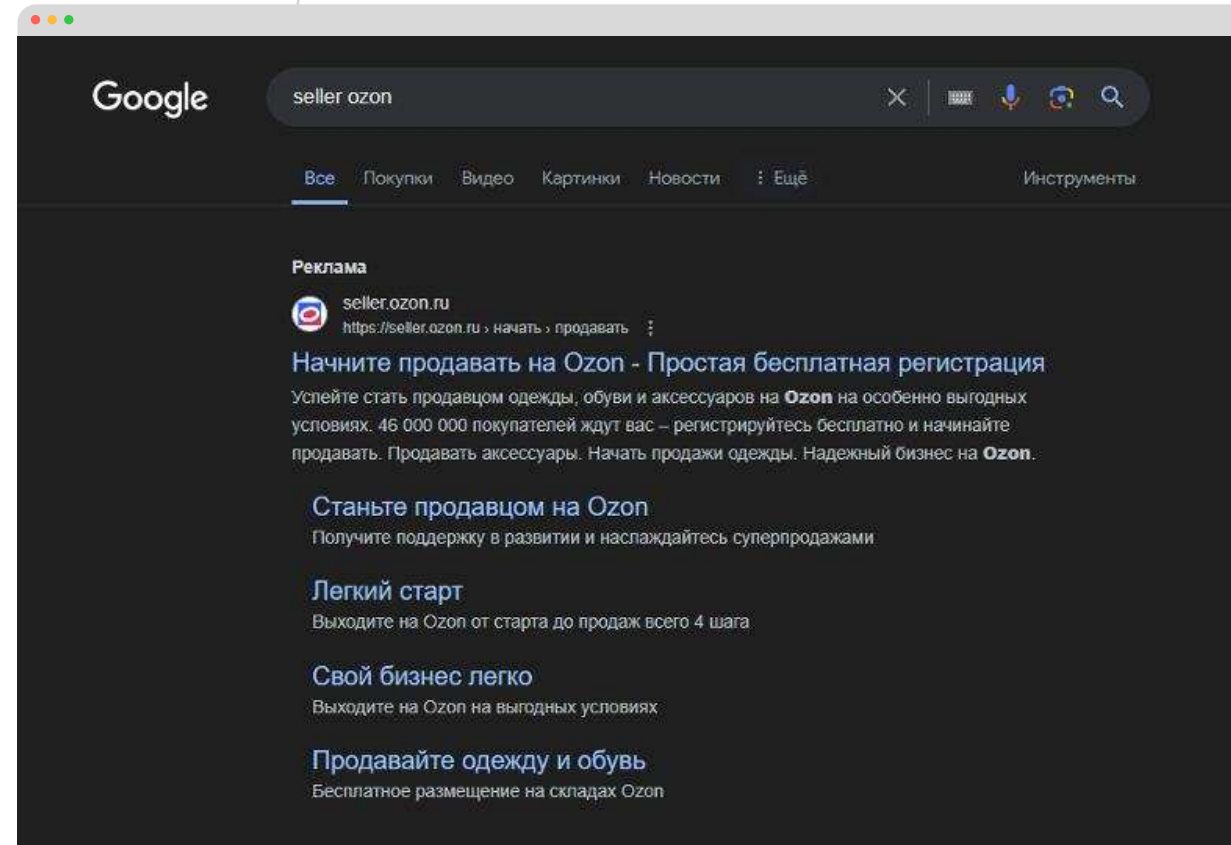 Google
seller ozon
Все Покупки Видео Картинки Новости ⋮ Ещё Инструменты
Реклама
seller.ozon.ru
https://seller.ozon.ru › начать › продавать ⋮
Начните продавать на Ozon - Простая бесплатная регистрация
Успейте стать продавцом одежды, обуви и аксессуаров на Ozon на особенно выгодных
условиях. 46 000 000 покупателей ждут вас – регистрируйтесь бесплатно и начинайте
продавать. Продавать аксессуары. Начать продажи одежды. Надежный бизнес на Ozon.
Станьте продавцом на Ozon
Получите поддержку в развитии и наслаждайтесь суперпродажами
Легкий старт
Выходите на Ozon от старта до продаж всего 4 шага
Свой бизнес легко
Выходите на Ozon на выгодных условиях
Продавайте одежду и обувь
Бесплатное размещение на складах Ozon